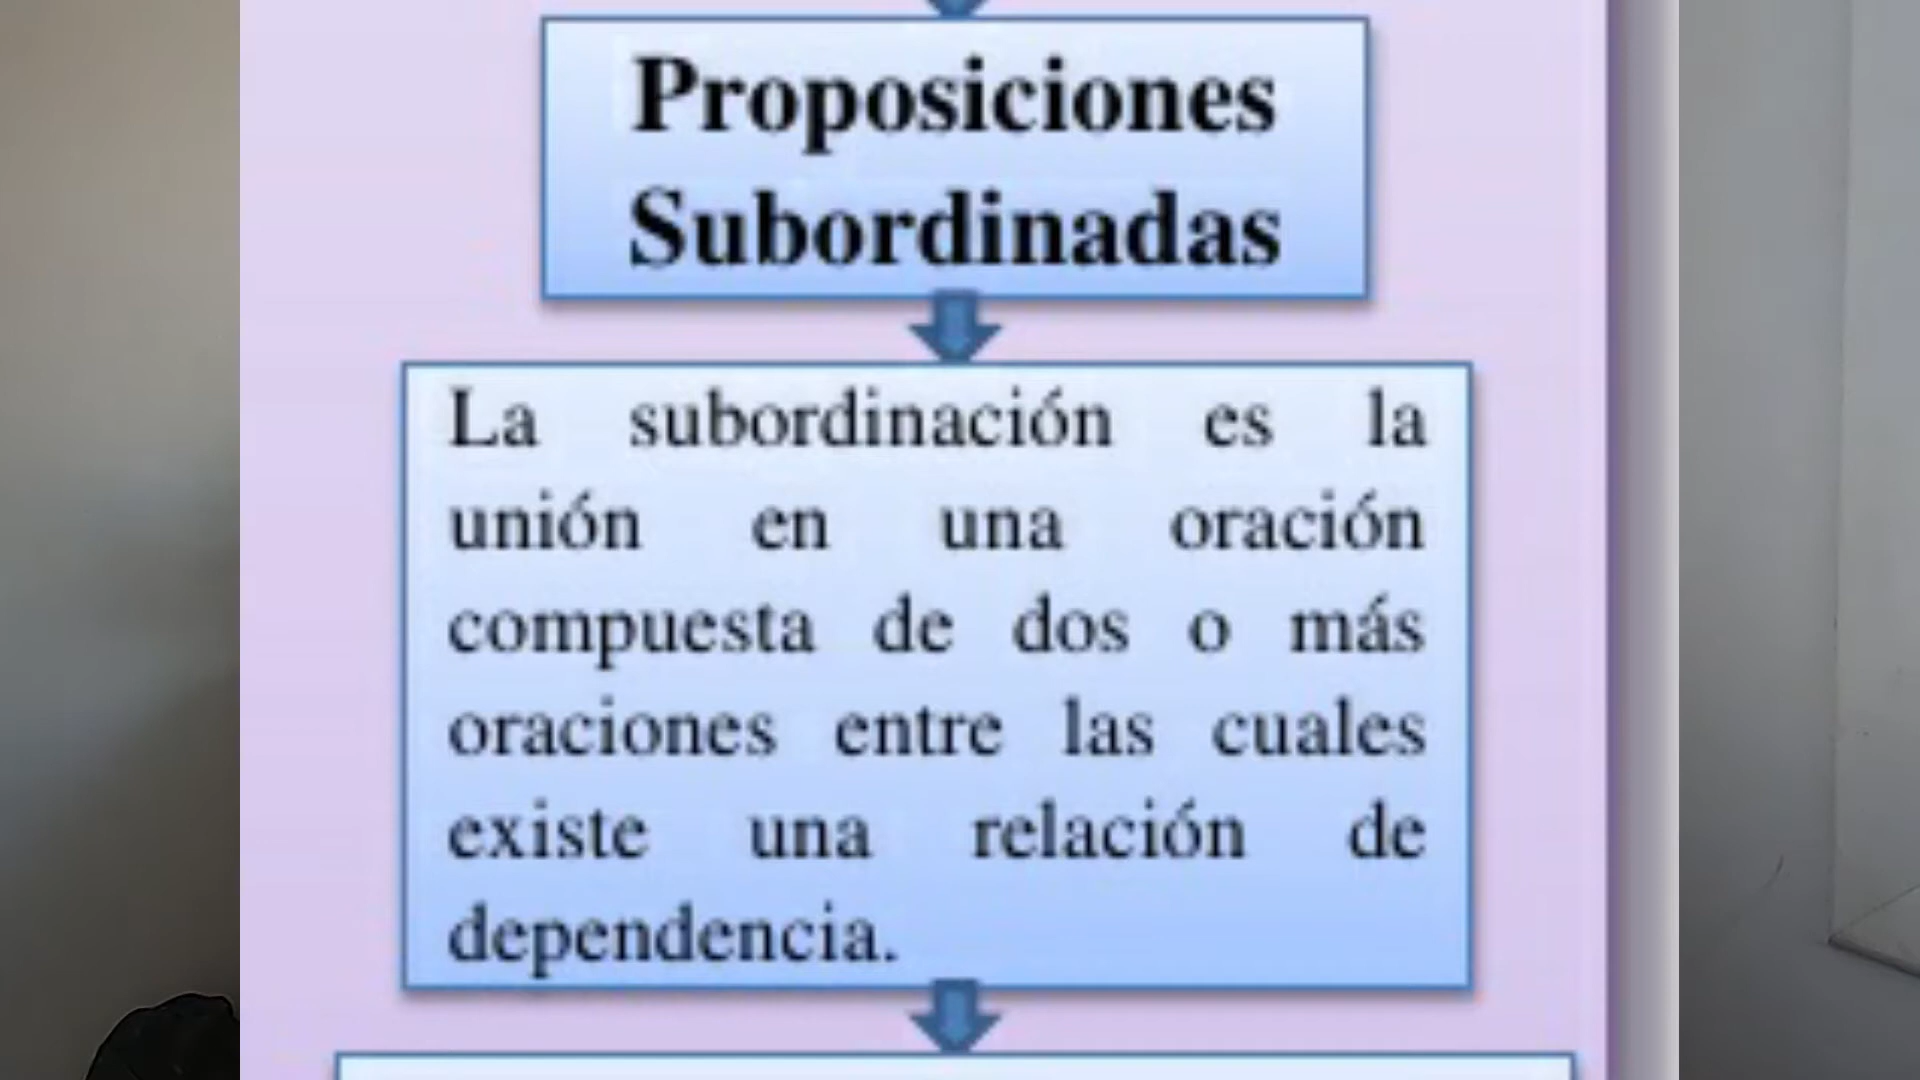 Proposiciones
Subordinadas
La subordinación es la
unión en una oración
compuesta de dos o más
oraciones entre las cuales
existe una relación de
dependencia.